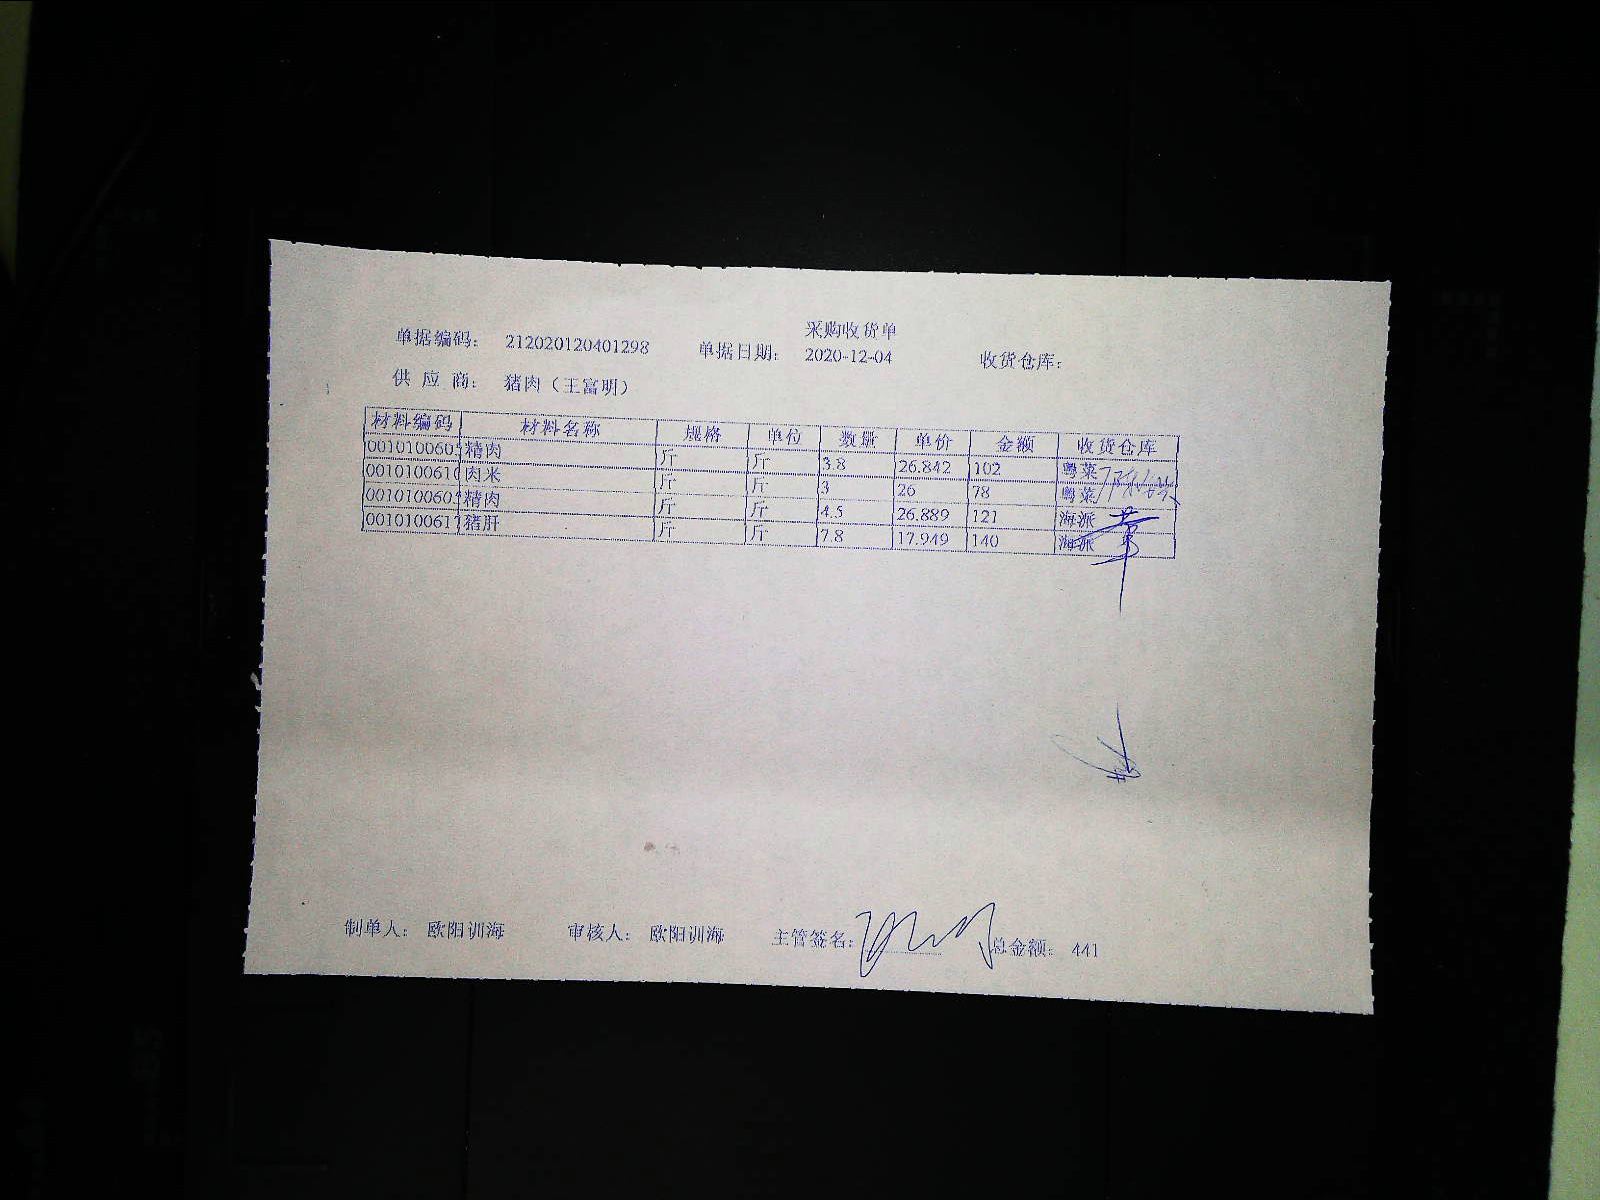 采购收货单
单据编码: 212020120401298 单据日期: 2020-12-04 收货仓库:
供 应 商: 猪肉（王富明）
材料编码 材料名称 规格 单位 数量 单价 金额 收货仓库
001010060 精肉 斤 斤 3.8 26.842 102 粤菜
001010061 肉米 斤 斤 3 26 78 粤菜
001010060 精肉 斤 斤 4.5 26.889 121 海派
001010061 猪肝 斤 斤 7.8 17.949 140 海派
制单人: 欧阳训海 审核人: 欧阳训海 主管签名: 总金额: 441